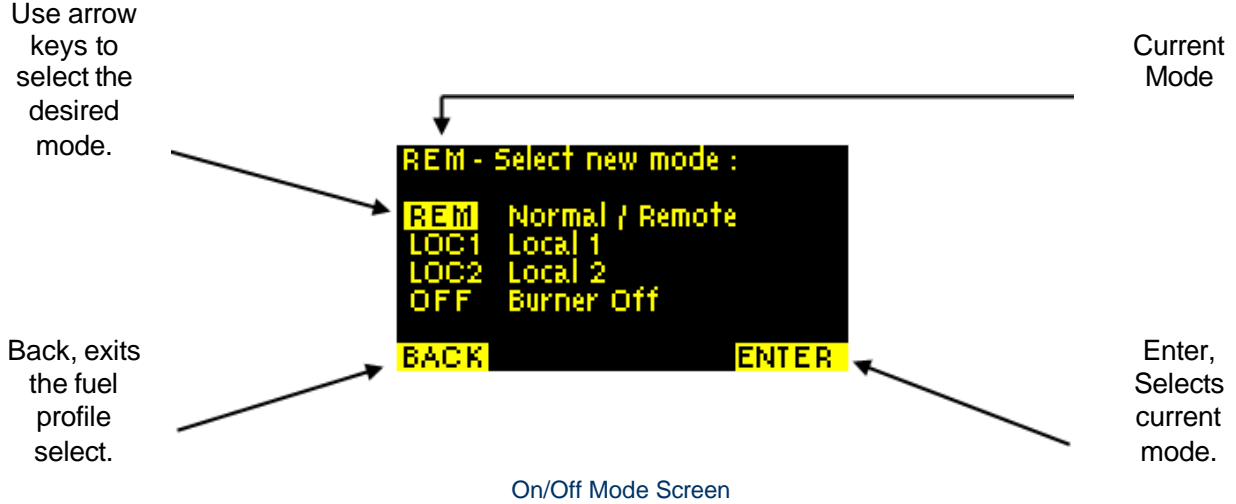 Use arrow
keys to
select the
desired
mode.
Current
Mode
REM - Select new mode :
REM Normal / Remote
LOC1 Local 1
LOC2 Local 2
OFF Burner Off
BACK ENTER
Back, exits
the fuel
profile
select.
Enter,
Selects
current
mode.
On/Off Mode Screen